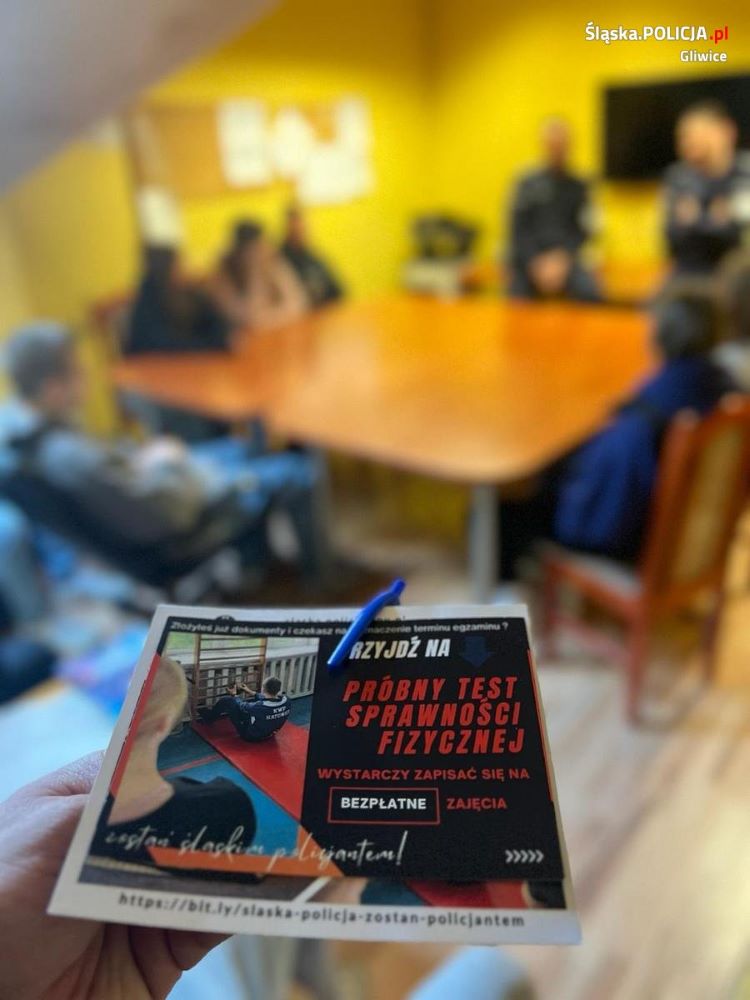 Śląska.POLICJA.pl
Gliwice
Złożyłeś już dokumenty i czekasz na terminu egzaminu ?
RZYJDŹ NA
PRÓBNY TEST
SPRAWNOŚCI
FIZYCZNEJ
WYSTARCZY ZAPISAĆ SIĘ NA
BEZPŁATNE ZAJĘCIA
zostań śląskim policjantem!
https://bit.ly/slaska-policja-zostan-policjantem